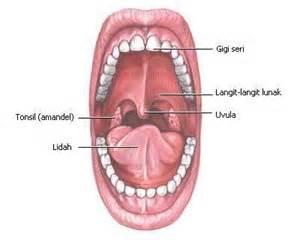 Gigi seri
Langit-langit lunak
Tonsil (amandel)
Uvula
Lidah